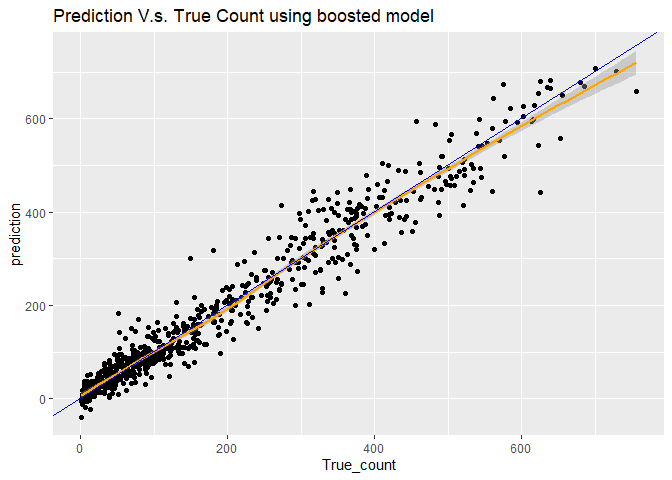 Prediction V.s. True Count using boosted model
prediction
600
400
200
0
0 200 400 600
True_count